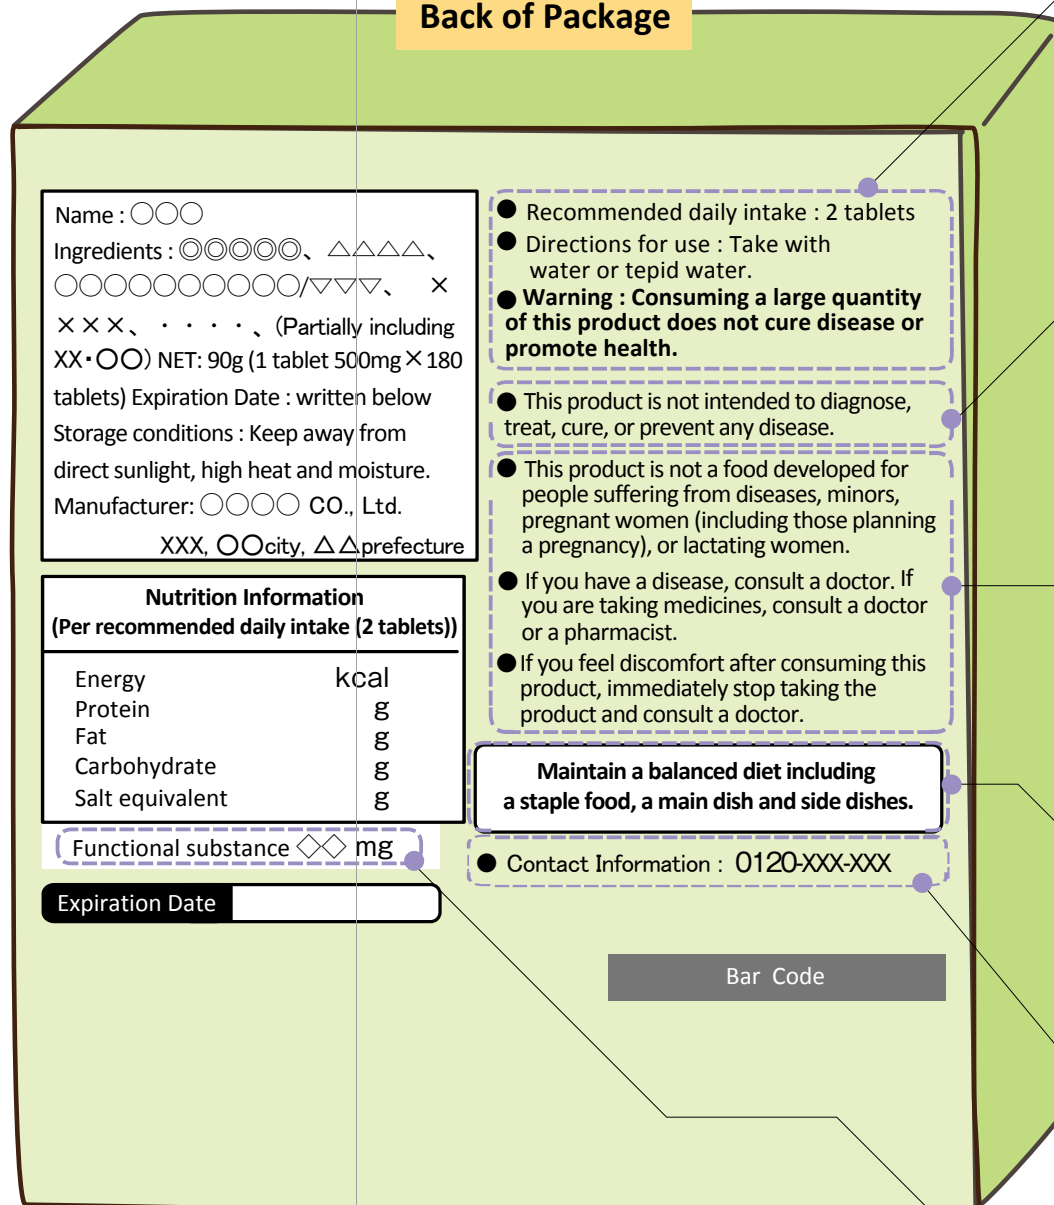 Back of Package
Name : ○○○
Ingredients : ◎◎◎◎◎、△△△△、
○○○○○○○○○○/▽▽▽、 ×
×××、・・・・、(Partially including
XX・○○) NET: 90g (1 tablet 500mg×180
tablets) Expiration Date : written below
Storage conditions : Keep away from
direct sunlight, high heat and moisture.
Manufacturer: ○○○○ CO., Ltd.
XXX, ○○city, △△prefecture
Nutrition Information
(Per recommended daily intake (2 tablets))
Energy kcal
Protein g
Fat g
Carbohydrate g
Salt equivalent g
Functional substance ◇◇ mg
Expiration Date
● Recommended daily intake : 2 tablets
● Directions for use : Take with
water or tepid water.
● Warning : Consuming a large quantity
of this product does not cure disease or
promote health.
● This product is not intended to diagnose,
treat, cure, or prevent any disease.
● This product is not a food developed for
people suffering from diseases, minors,
pregnant women (including those planning
a pregnancy), or lactating women.
● If you have a disease, consult a doctor. If
you are taking medicines, consult a doctor
or a pharmacist.
● If you feel discomfort after consuming this
product, immediately stop taking the
product and consult a doctor.
Maintain a balanced diet including
a staple food, a main dish and side dishes.
● Contact Information : 0120-XXX-XXX
Bar Code